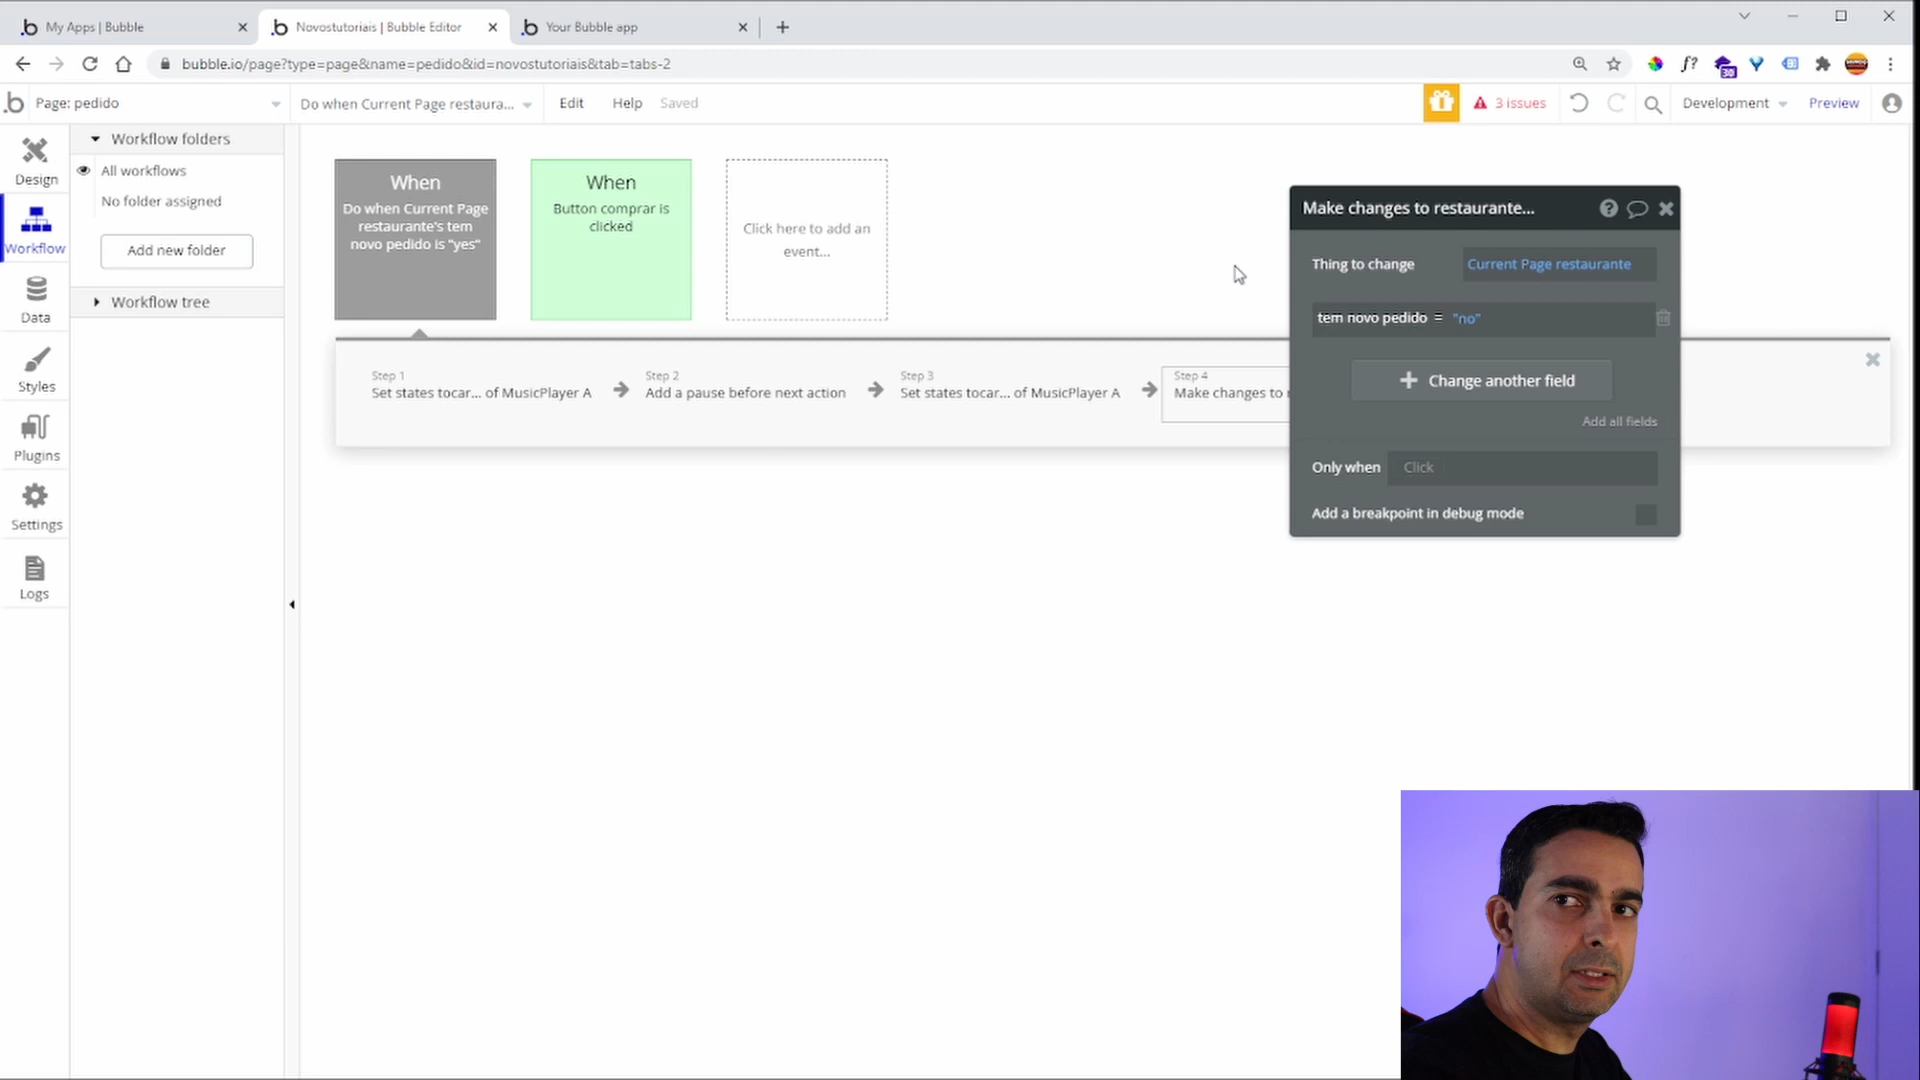 My Apps | Bubble
Novostutoriais | Bubble Editor
Your Bubble app
bubble.io/page?type=page&name=pedido&id=novostutoriais&tab=tabs-2
f?
30
Page: pedido
Do when Current Page restaura...
Edit
Help
Saved
3 issues
Development
Preview
Design
Workflow
Data
Styles
Plugins
Settings
Logs
Workflow folders
All workflows
No folder assigned
Add new folder
Workflow tree
When
Do when Current Page
restaurante's tem
novo pedido is "yes"
When
Button comprar is
clicked
Click here to add an
event...
Step 1
Set states tocar... of MusicPlayer A
Step 2
Add a pause before next action
Step 3
Set states tocar... of MusicPlayer A
Step 4
Make changes to
Make changes to restaurante...
Thing to change
Current Page restaurante
tem novo pedido = "no"
Change another field
Add all fields
Only when
Click
Add a breakpoint in debug mode